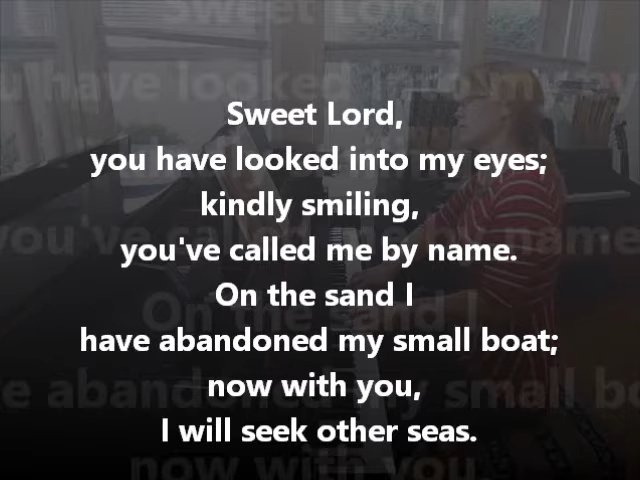 Sweet Lord,
you have looked into my eyes;
kindly smiling,
you've called me by name.
On the sand I
have abandoned my small boat;
now with you,
I will seek other seas.